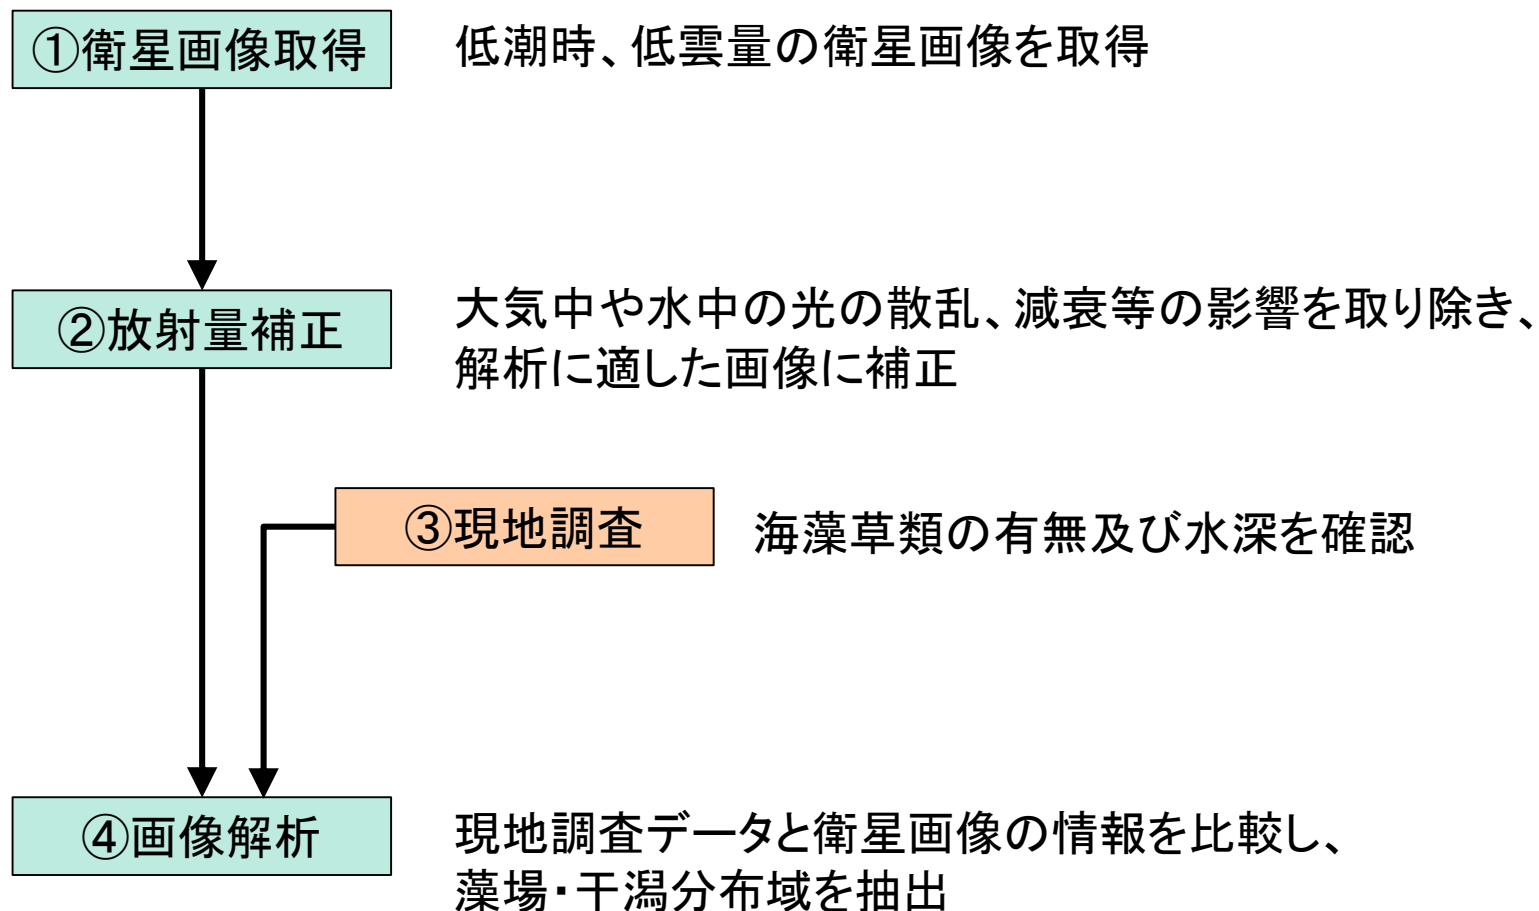 ①衛星画像取得
低潮時、低雲量の衛星画像を取得
②放射量補正
大気中や水中の光の散乱、減衰等の影響を取り除き、
解析に適した画像に補正
③現地調査
海藻草類の有無及び水深を確認
④画像解析
現地調査データと衛星画像の情報を比較し、
藻場・干潟分布域を抽出